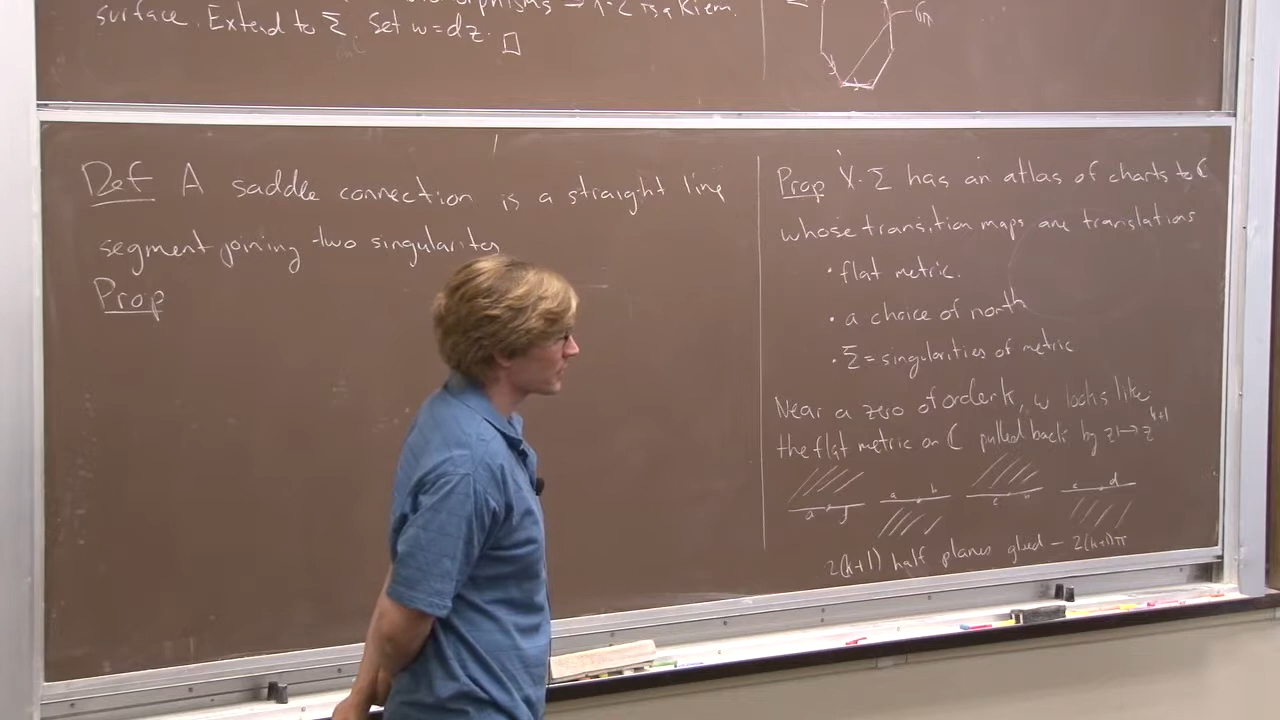 surface. Extend to Σ. Set w=dz. □
Def A saddle connection is a straight line
segment joining two singularites
Prop
Prop X-Σ has an atlas of charts to ℂ
whose transition maps are translations
• flat metric.
• a choice of north
• Σ = singularities of metric
Near a zero of order k, w looks like
the flat metric on ℂ pulled back by z↦z^{k+1}
a b
a
c
c d
2(k+1) half planes glued – 2(k+1)π